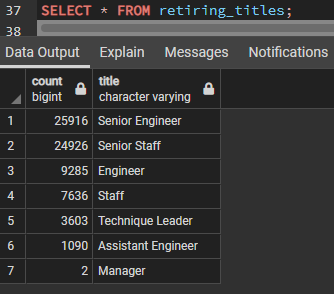 37 SELECT * FROM retiring_titles;
38
Data Output Explain Messages Notifications
count bigint title character varying
1 25916 Senior Engineer
2 24926 Senior Staff
3 9285 Engineer
4 7636 Staff
5 3603 Technique Leader
6 1090 Assistant Engineer
7 2 Manager